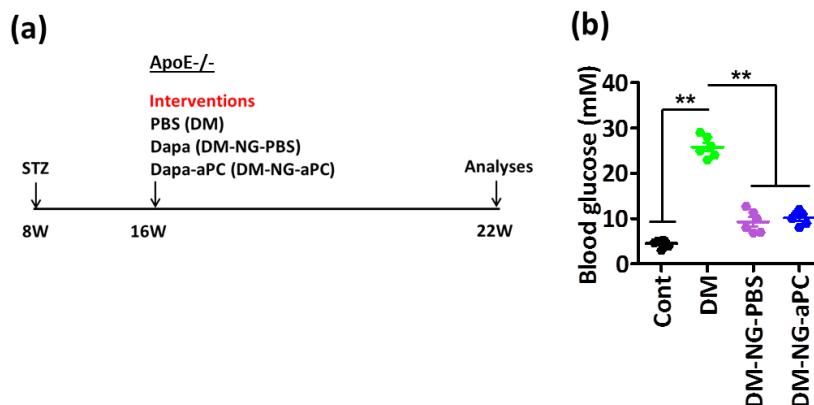 (a)
ApoE-/-
Interventions
PBS (DM)
Dapa (DM-NG-PBS)
Dapa-aPC (DM-NG-aPC)
STZ
Analyses
8W
16W
22W
(b)
Blood glucose (mM)
40
30
20
10
0
**
**
Cont
DM
DM-NG-PBS
DM-NG-aPC